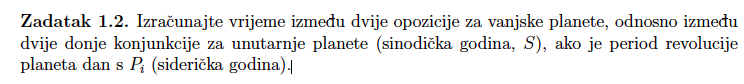 Zadatak 1.2. Izračunajte vrijeme između dvije opozicije za vanjske planete, odnosno između
dvije donje konjunkcije za unutarnje planete (sinodička godina, S), ako je period revolucije
planeta dan s P_i (siderička godina).